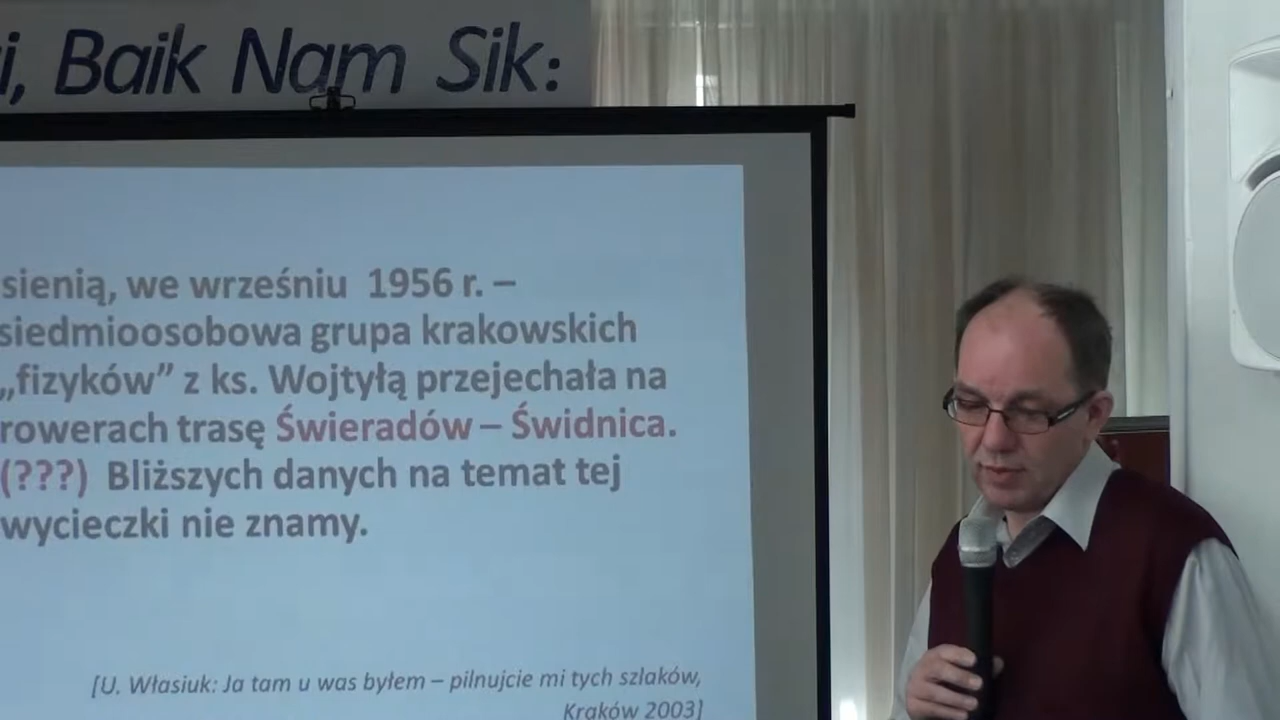 i, Baik Nam Sik:
sienią, we wrześniu 1956 r. –
siedmioosobowa grupa krakowskich
„fizyków” z ks. Wojtyłą przejechała na
rowerach trasę Świeradów – Świdnica.
(???) Bliższych danych na temat tej
wycieczki nie znamy.
[U. Własiuk: Ja tam u was byłem – pilnujcie mi tych szlaków,
Kraków 2003]